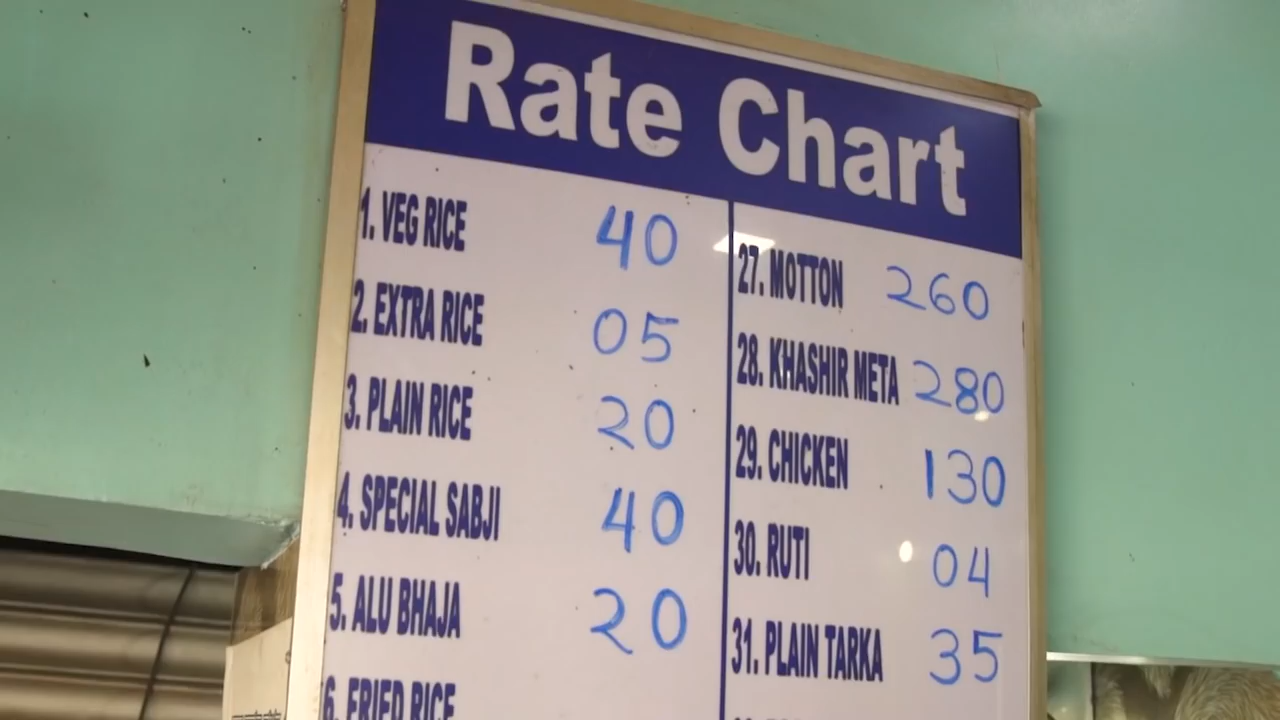 Rate Chart
1. VEG RICE 40
2. EXTRA RICE 05
3. PLAIN RICE 20
4. SPECIAL SABJI 40
5. ALU BHAJA 20
6. FRIED RICE
27. MOTTON 260
28. KHASHIR META 280
29. CHICKEN 130
30. RUTI 04
31. PLAIN TARKA 35